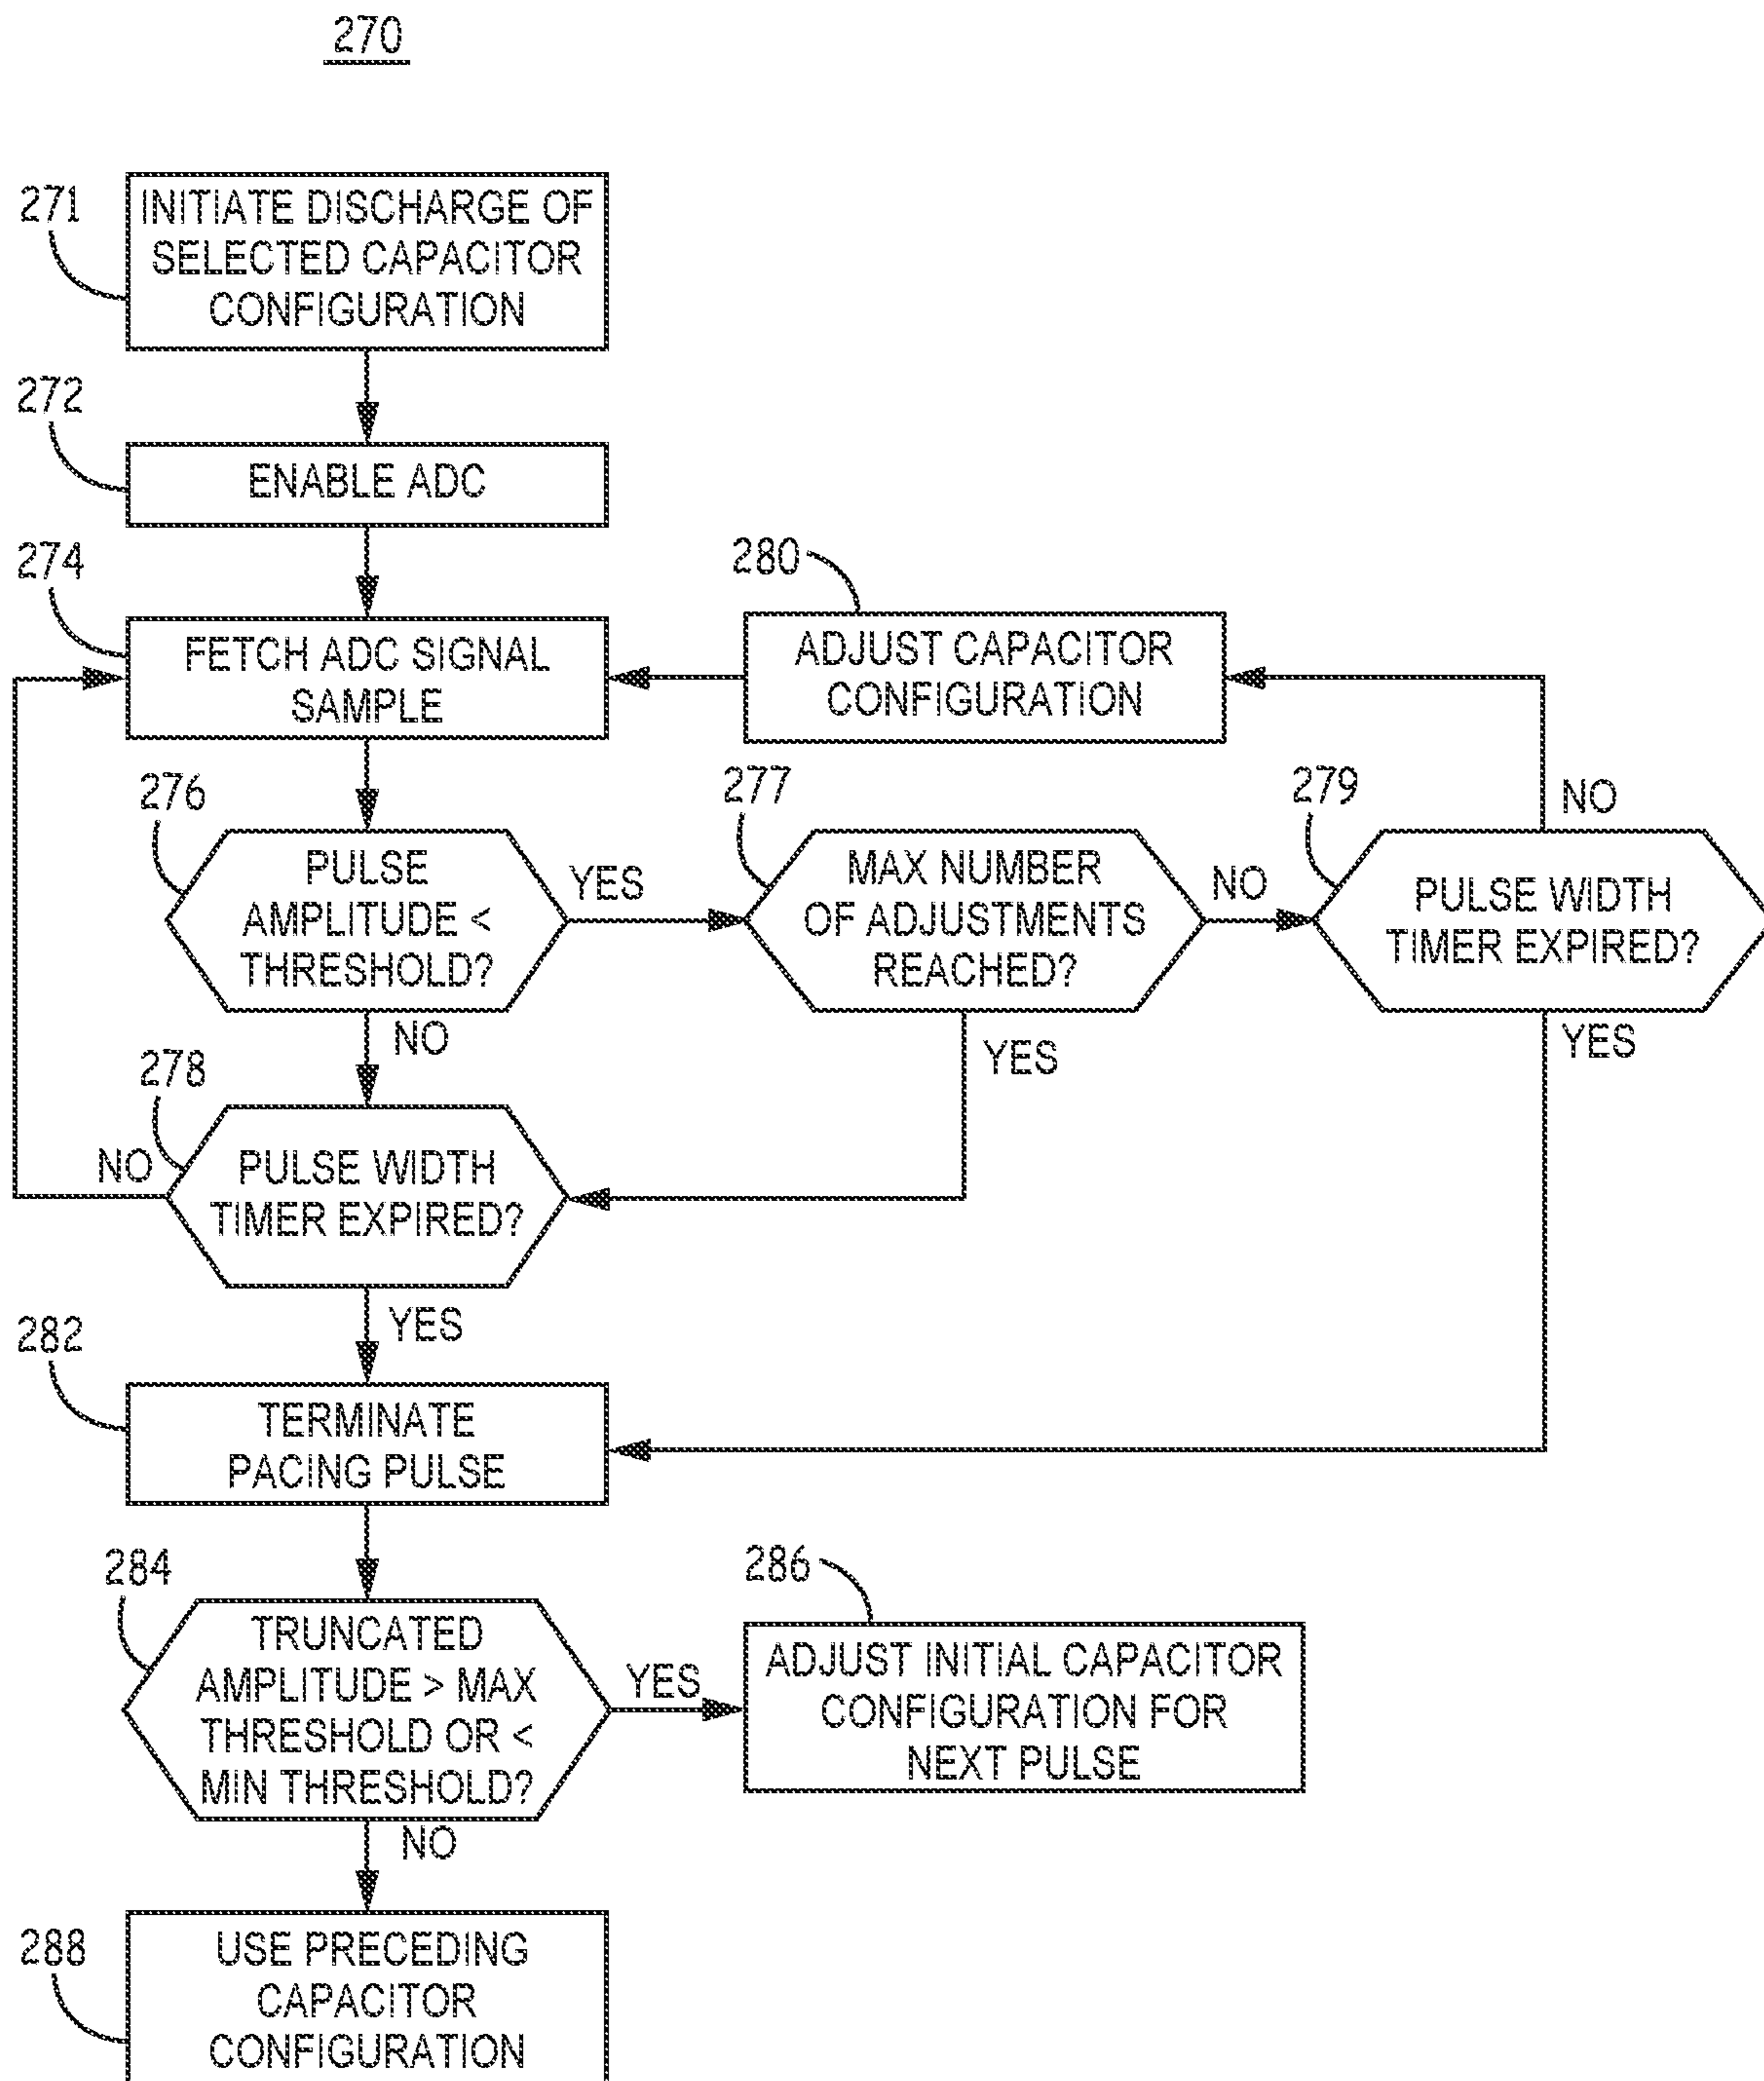 270
271
INITIATE DISCHARGE OF
SELECTED CAPACITOR
CONFIGURATION
272
ENABLE ADC
274
FETCH ADC SIGNAL
SAMPLE
280
ADJUST CAPACITOR
CONFIGURATION
276
PULSE
AMPLITUDE <
THRESHOLD?
YES
NO
277
MAX NUMBER
OF ADJUSTMENTS
REACHED?
NO
YES
279
PULSE WIDTH
TIMER EXPIRED?
NO
YES
278
PULSE WIDTH
TIMER EXPIRED?
NO
YES
282
TERMINATE
PACING PULSE
284
TRUNCATED
AMPLITUDE > MAX
THRESHOLD OR <
MIN THRESHOLD?
YES
NO
286
ADJUST INITIAL CAPACITOR
CONFIGURATION FOR
NEXT PULSE
288
USE PRECEDING
CAPACITOR
CONFIGURATION